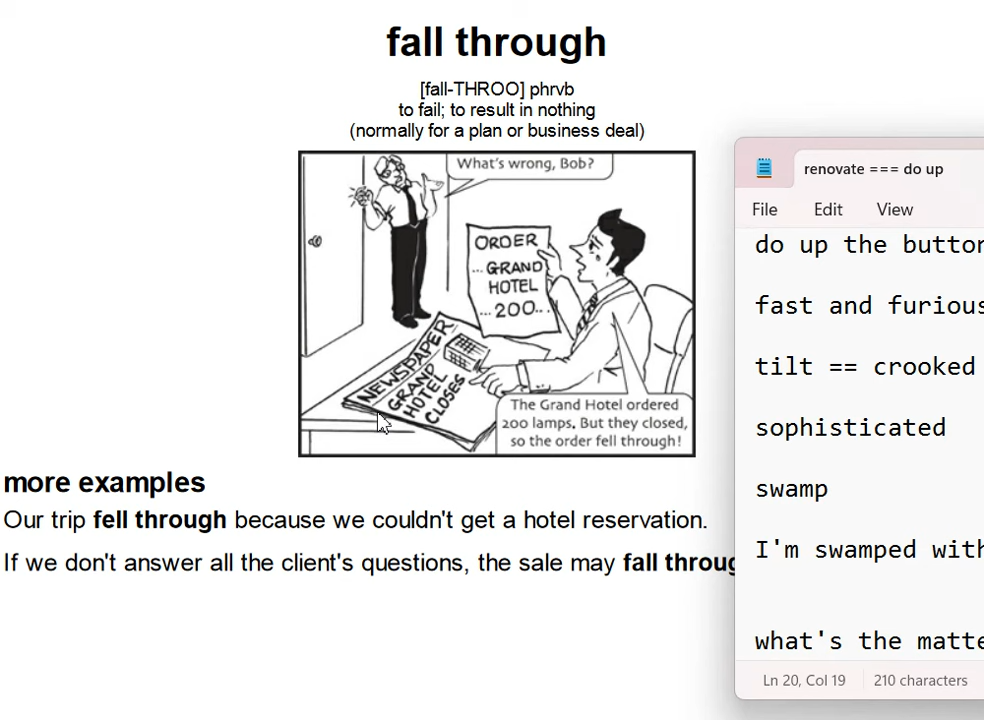 fall through
[fall-THROO] phrvb
to fail; to result in nothing
(normally for a plan or business deal)
What's wrong, Bob?
ORDER
...GRAND
HOTEL
...200...
NEWSPAPER
GRAND
HOTEL
CLOSES
The Grand Hotel ordered
200 lamps. But they closed,
so the order fell through!
more examples
Our trip fell through because we couldn't get a hotel reservation.
If we don't answer all the client's questions, the sale may fall throug
renovate === do up
File Edit View
do up the button
fast and furious
tilt == crooked
sophisticated
swamp
I'm swamped with
what's the matte
Ln 20, Col 19 210 characters